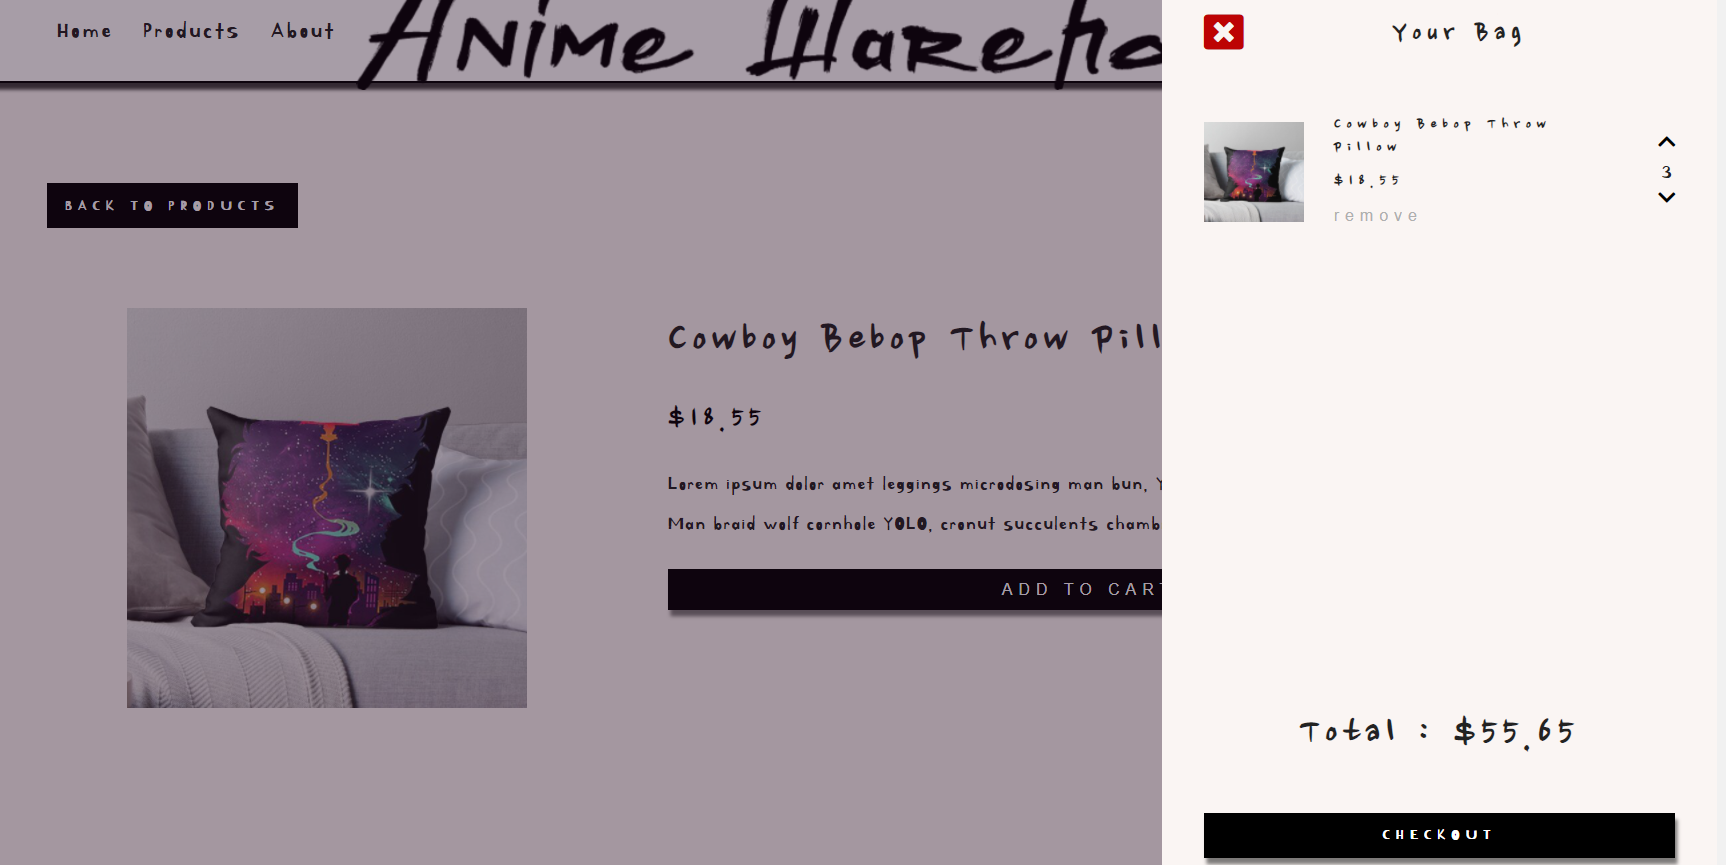 Home Products About
Anime Wareho
BACK TO PRODUCTS
Cowboy Bebop Throw Pill
$18.55
Lorem ipsum dolor amet leggings microdosing man bun, Y
Man braid wolf cornhole YOLO, cronut succulents chamb
ADD TO CART
Your Bag
Cowboy Bebop Throw
Pillow
$18.55
remove
3
Total : $55.65
CHECKOUT